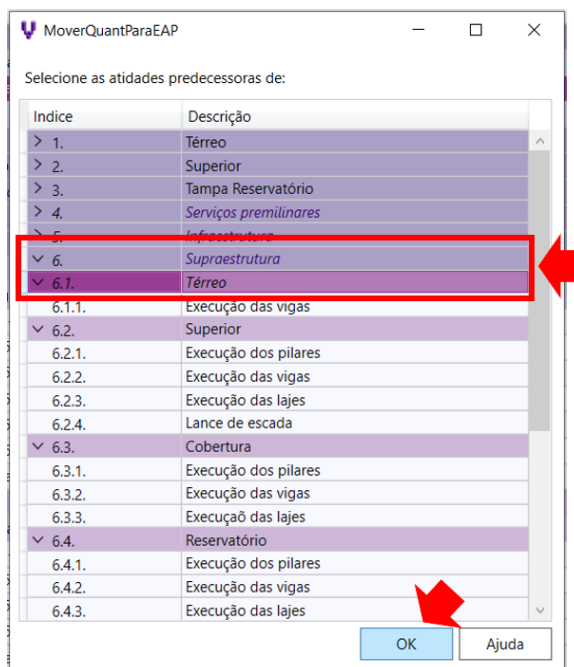 MoverQuantParaEAP
Selecione as atidades predecessoras de:
Indice Descrição
1. Térreo
2. Superior
3. Tampa Reservatório
4. Serviços premilinares
5. Infraestrutura
6. Supraestrutura
6.1. Térreo
6.1.1. Execução das vigas
6.2. Superior
6.2.1. Execução dos pilares
6.2.2. Execução das vigas
6.2.3. Execução das lajes
6.2.4. Lance de escada
6.3. Cobertura
6.3.1. Execução dos pilares
6.3.2. Execução das vigas
6.3.3. Execuçaõ das lajes
6.4. Reservatório
6.4.1. Execução dos pilares
6.4.2. Execução das vigas
6.4.3. Execução das lajes
OK Ajuda